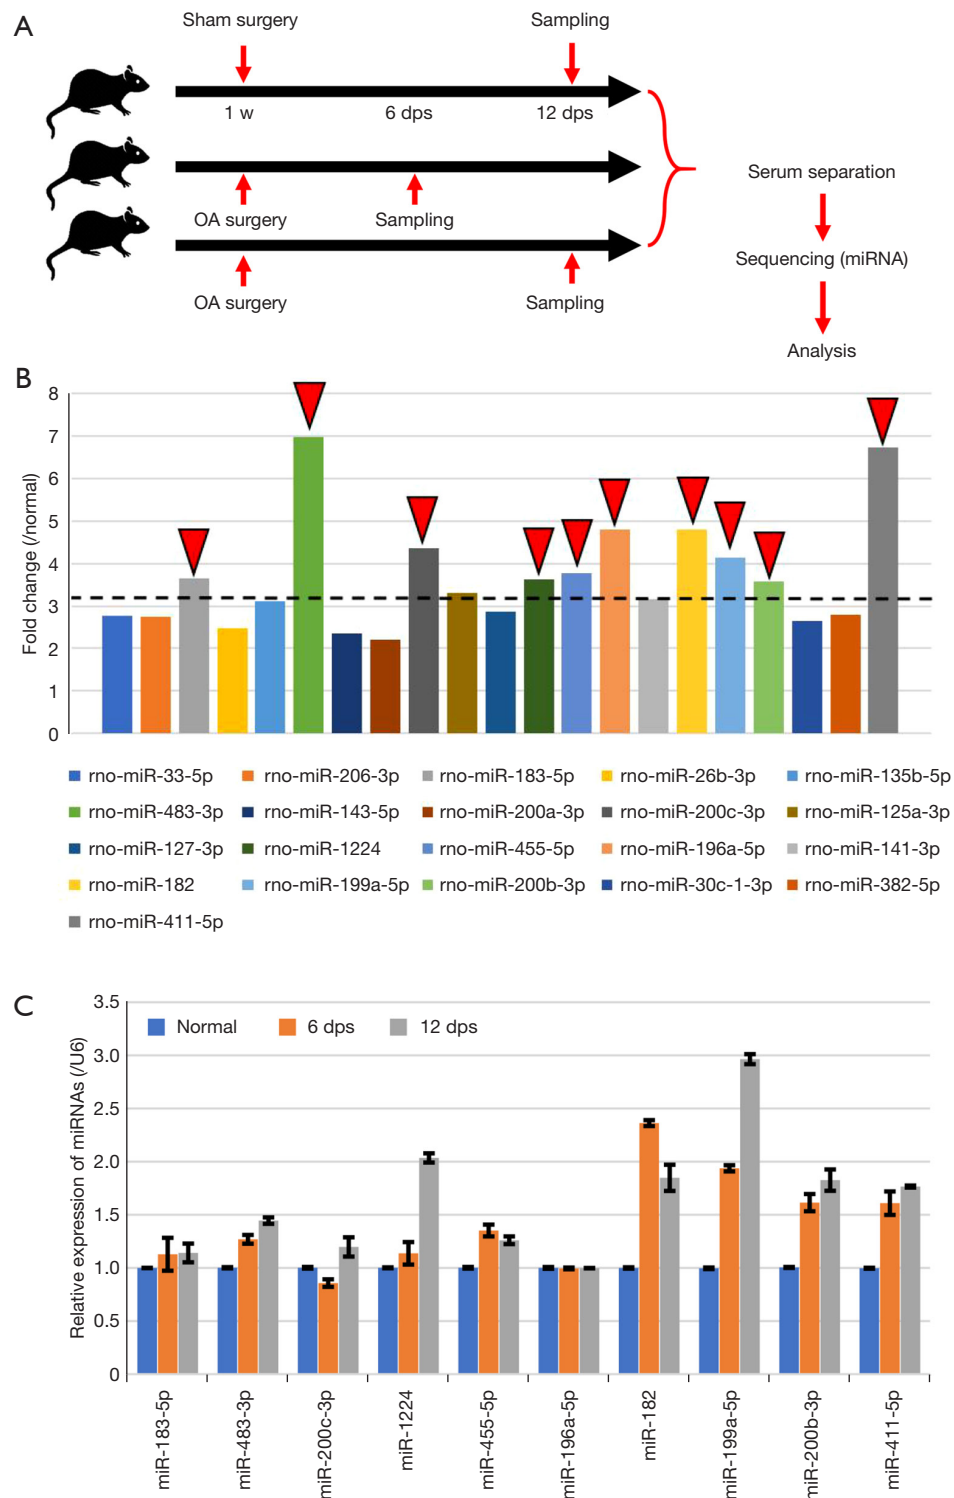 A
Sham surgery
Sampling
1 w
6 dps
12 dps
OA surgery
Sampling
OA surgery
Sampling
Serum separation
Sequencing (miRNA)
Analysis
B
Fold change (/normal)
8
7
6
5
4
3
2
1
0
rno-miR-33-5p rno-miR-206-3p rno-miR-183-5p rno-miR-26b-3p rno-miR-135b-5p
rno-miR-483-3p rno-miR-143-5p rno-miR-200a-3p rno-miR-200c-3p rno-miR-125a-3p
rno-miR-127-3p rno-miR-1224 rno-miR-455-5p rno-miR-196a-5p rno-miR-141-3p
rno-miR-182 rno-miR-199a-5p rno-miR-200b-3p rno-miR-30c-1-3p rno-miR-382-5p
rno-miR-411-5p
C
Relative expression of miRNAs (/U6)
3.5
3.0
2.5
2.0
1.5
1.0
0.5
0
Normal 6 dps 12 dps
miR-183-5p
miR-483-3p
miR-200c-3p
miR-1224
miR-455-5p
miR-196a-5p
miR-182
miR-199a-5p
miR-200b-3p
miR-411-5p